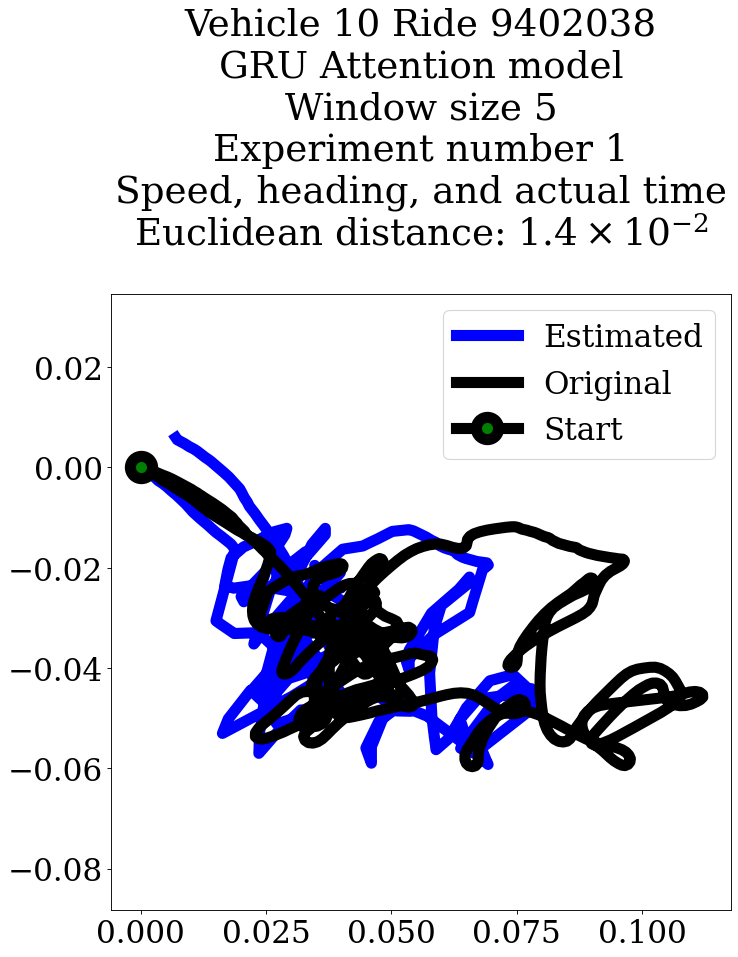 Vehicle 10 Ride 9402038
GRU Attention model
Window size 5
Experiment number 1
Speed, heading, and actual time
Euclidean distance: 1.4 × 10⁻²
Estimated
Original
Start
0.02
0.00
−0.02
−0.04
−0.06
−0.08
0.000 0.025 0.050 0.075 0.100